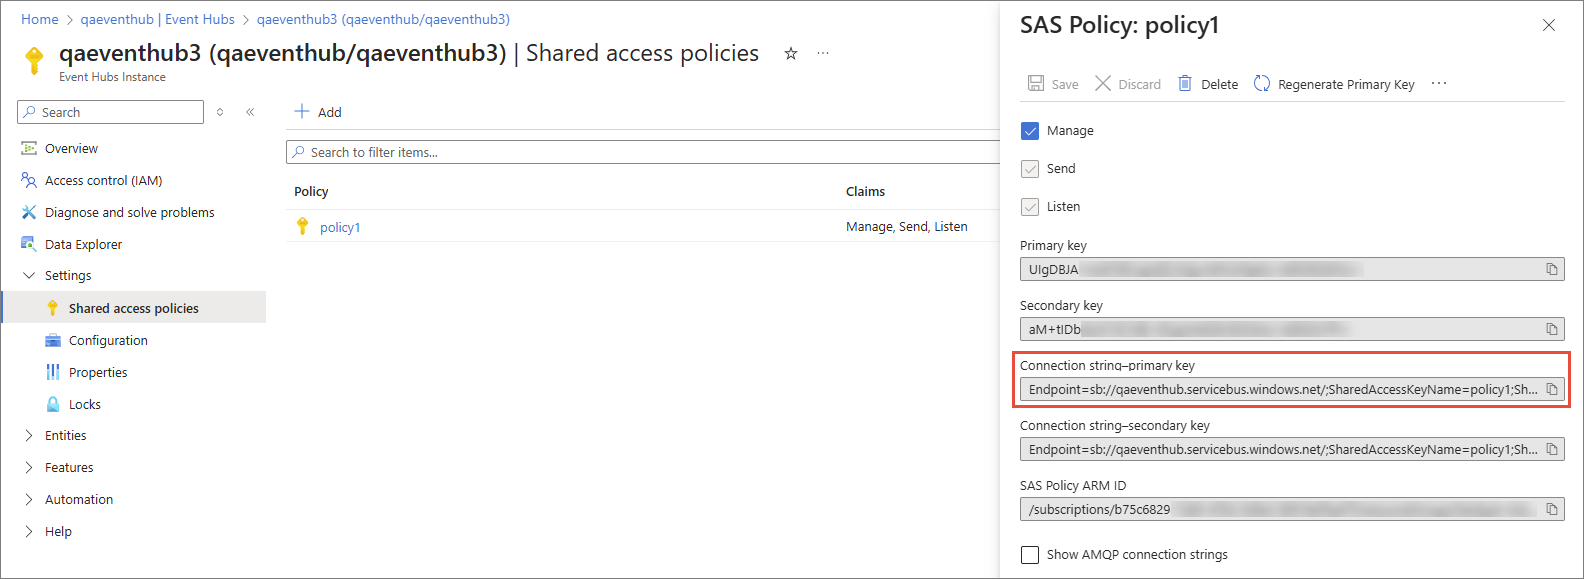 Home > qaeventhub | Event Hubs > qaeventhub3 (qaeventhub/qaeventhub3)
qaeventhub3 (qaeventhub/qaeventhub3) | Shared access policies
Event Hubs Instance
Search
Overview
Access control (IAM)
Diagnose and solve problems
Data Explorer
Settings
Shared access policies
Configuration
Properties
Locks
Entities
Features
Automation
Help
Add
Search to filter items...
Policy Claims
policy1 Manage, Send, Listen
SAS Policy: policy1
Save Discard Delete Regenerate Primary Key
Manage
Send
Listen
Primary key
UIgDBJA
Secondary key
aM+tIDb
Connection string–primary key
Endpoint=sb://qaeventhub.servicebus.windows.net/;SharedAccessKeyName=policy1;Sh...
Connection string–secondary key
Endpoint=sb://qaeventhub.servicebus.windows.net/;SharedAccessKeyName=policy1;Sh...
SAS Policy ARM ID
/subscriptions/b75c6829
Show AMQP connection strings